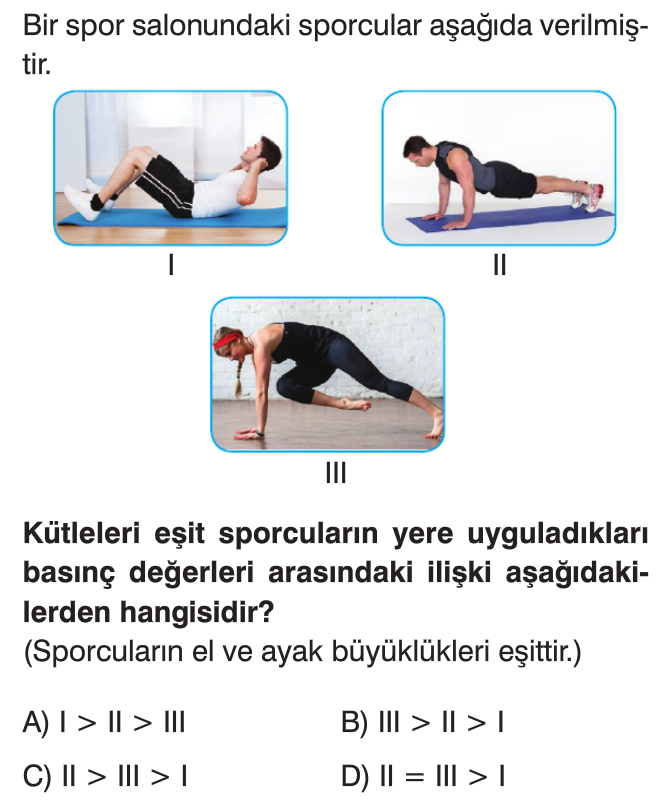 Bir spor salonundaki sporcular aşağıda verilmiş-
tir.
I
II
III
Kütleleri eşit sporcuların yere uyguladıkları
basınç değerleri arasındaki ilişki aşağıdaki-
lerden hangisidir?
(Sporcuların el ve ayak büyüklükleri eşittir.)
A) I > II > III
B) III > II > I
C) II > III > I
D) II = III > I